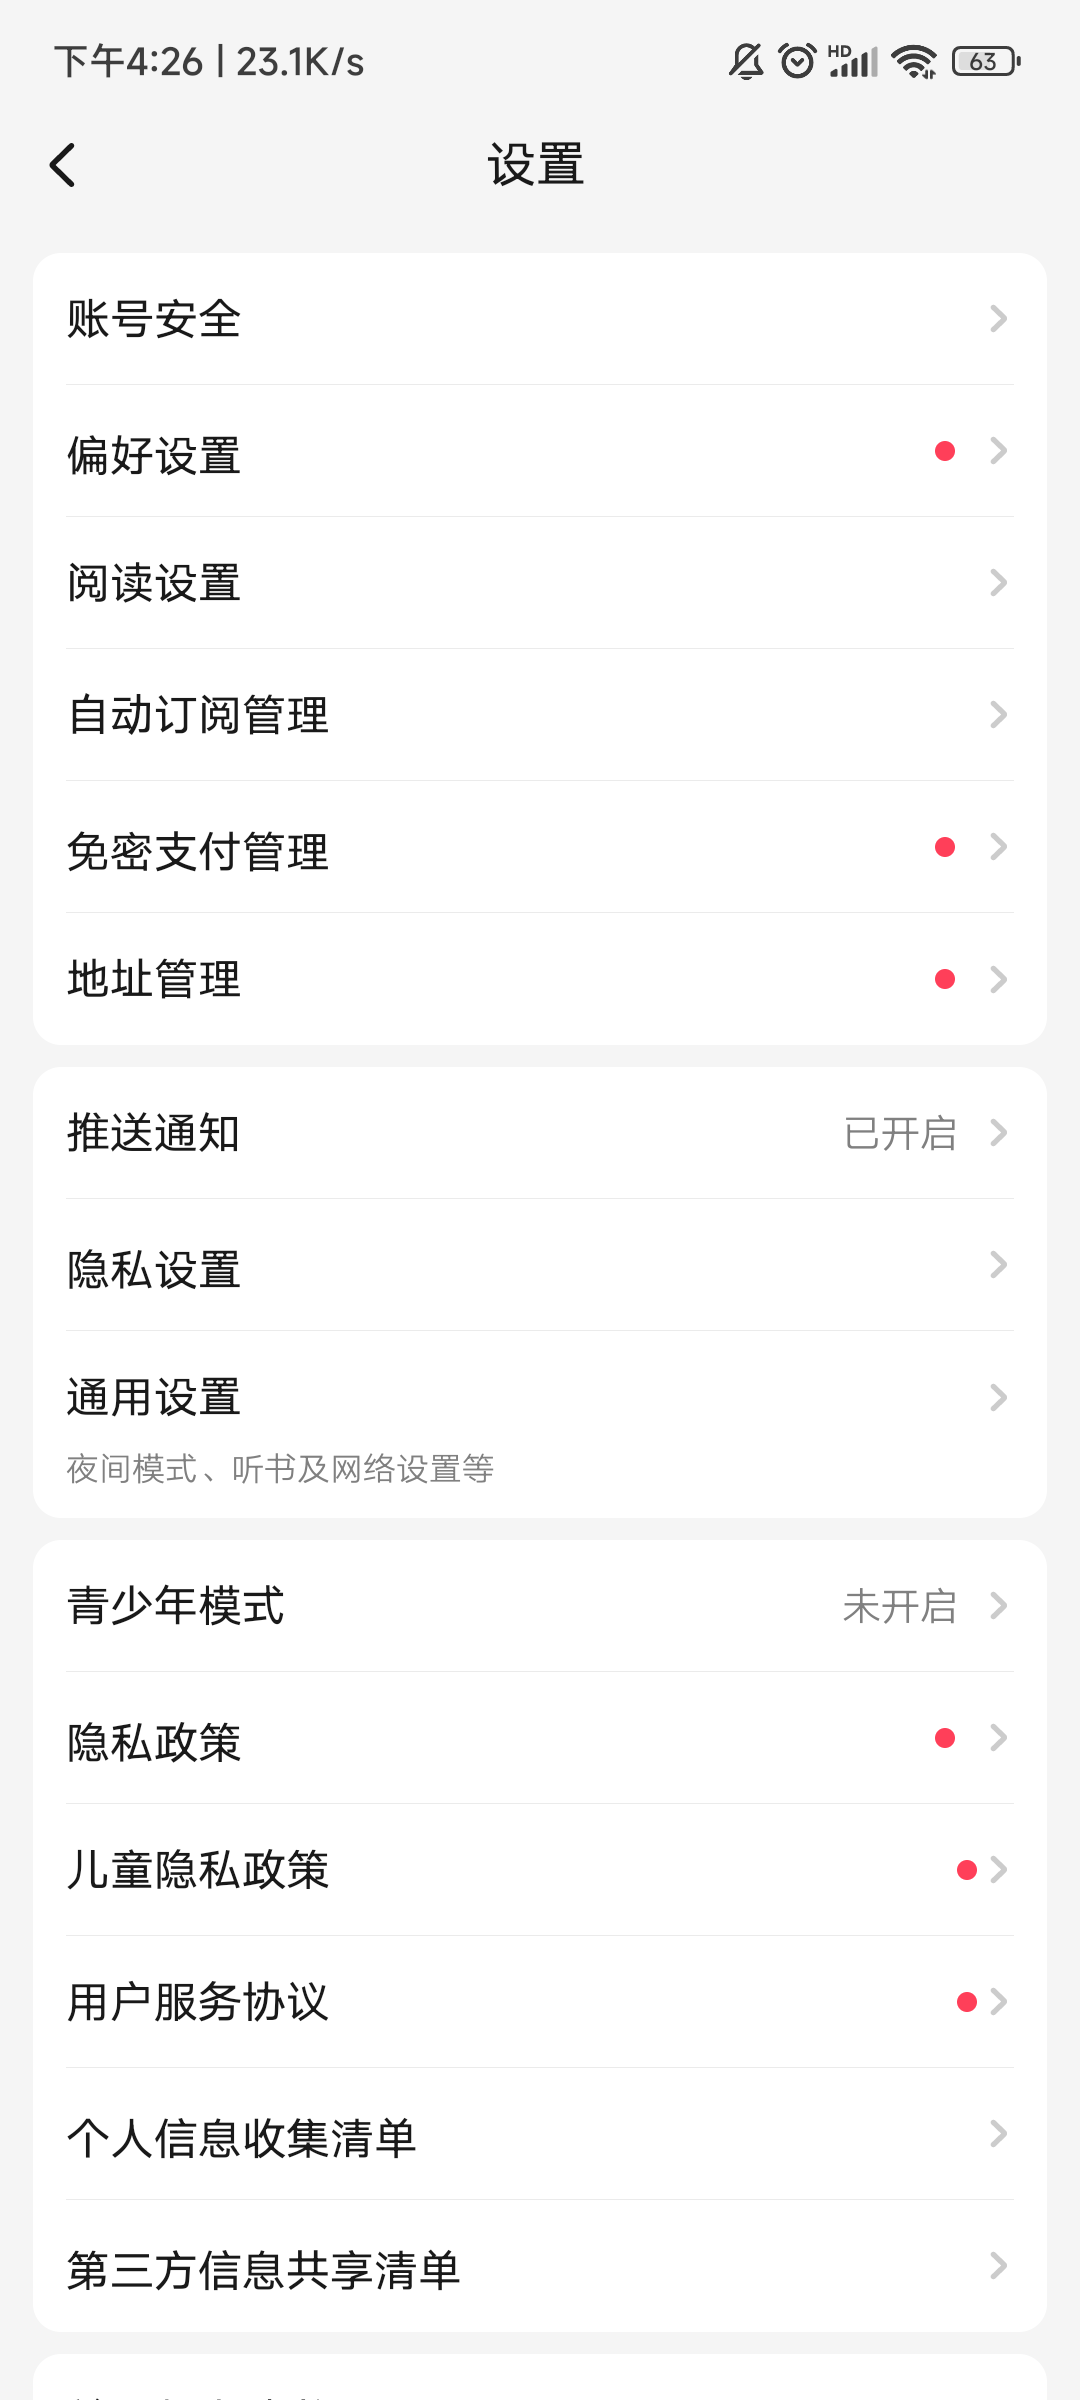 下午4:26 | 23.1K/s
HD
63
设置
账号安全
偏好设置
阅读设置
自动订阅管理
免密支付管理
地址管理
推送通知 已开启
隐私设置
通用设置
夜间模式、听书及网络设置等
青少年模式 未开启
隐私政策
儿童隐私政策
用户服务协议
个人信息收集清单
第三方信息共享清单